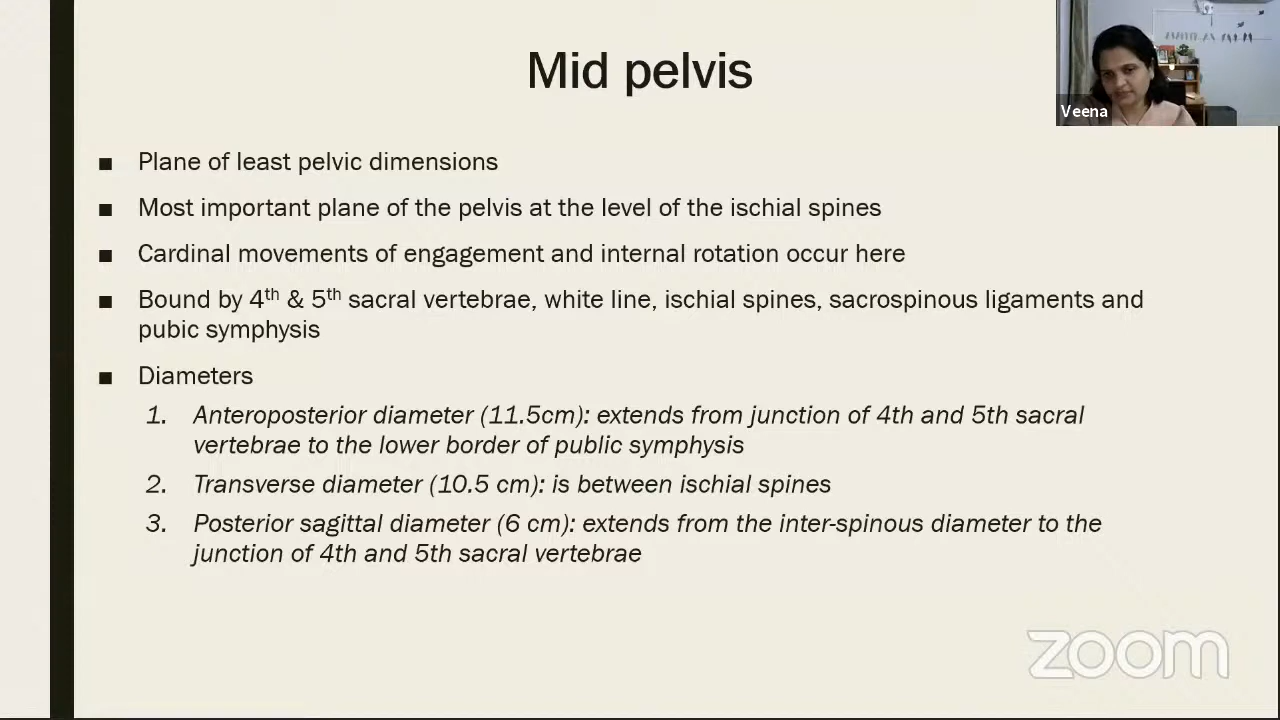 Mid pelvis
Veena
■ Plane of least pelvic dimensions
■ Most important plane of the pelvis at the level of the ischial spines
■ Cardinal movements of engagement and internal rotation occur here
■ Bound by 4th & 5th sacral vertebrae, white line, ischial spines, sacrospinous ligaments and
pubic symphysis
■ Diameters
1. Anteroposterior diameter (11.5cm): extends from junction of 4th and 5th sacral
vertebrae to the lower border of public symphysis
2. Transverse diameter (10.5 cm): is between ischial spines
3. Posterior sagittal diameter (6 cm): extends from the inter-spinous diameter to the
junction of 4th and 5th sacral vertebrae
zoom